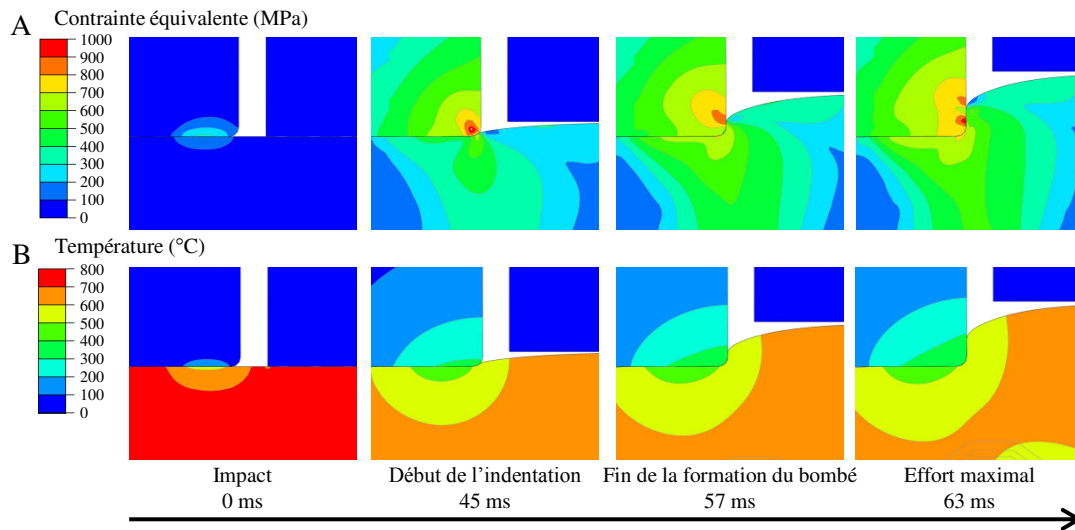 A
Contrainte équivalente (MPa)
1000
900
800
700
600
500
400
300
200
100
0
B
Température (°C)
800
700
600
500
400
300
200
100
0
Impact
0 ms
Début de l'indentation
45 ms
Fin de la formation du bombé
57 ms
Effort maximal
63 ms